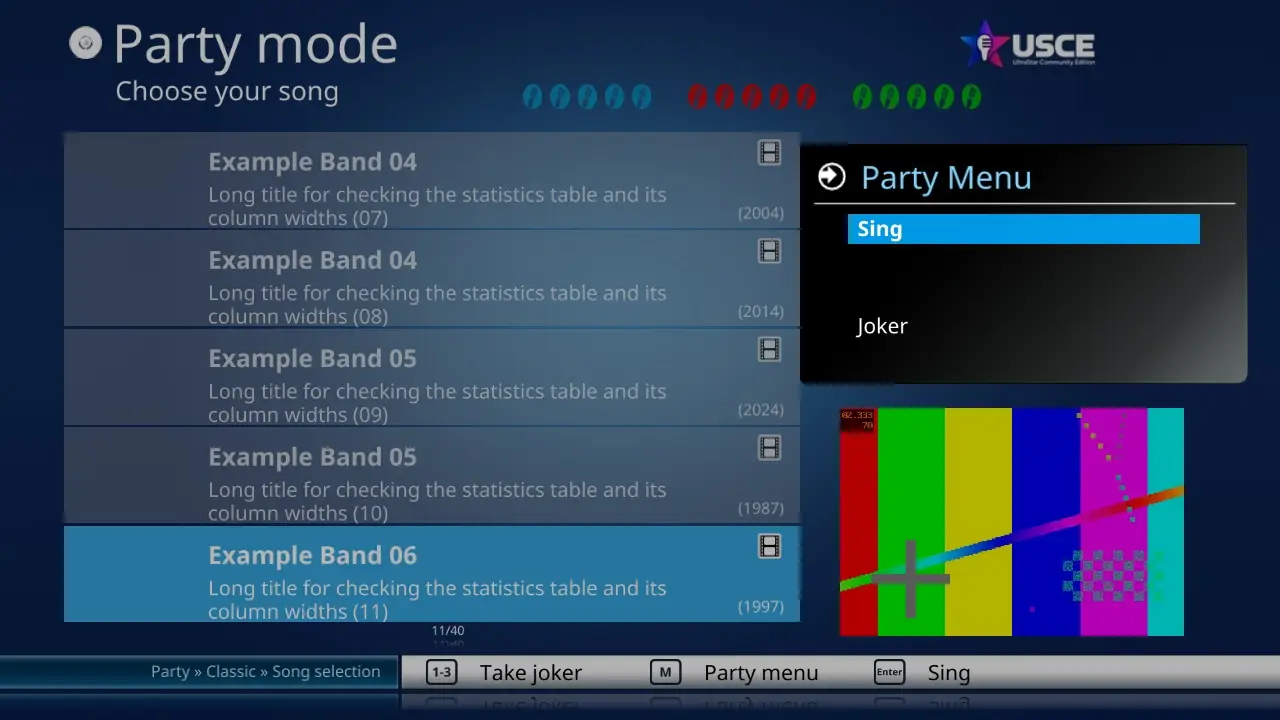 Party mode
Choose your song
USCE
UltraStar Community Edition
Example Band 04
Long title for checking the statistics table and its
column widths (07)
(2004)
Example Band 04
Long title for checking the statistics table and its
column widths (08)
(2014)
Example Band 05
Long title for checking the statistics table and its
column widths (09)
(2024)
Example Band 05
Long title for checking the statistics table and its
column widths (10)
(1987)
Example Band 06
Long title for checking the statistics table and its
column widths (11)
(1997)
11/40
Party Menu
Sing
Joker
02.333
70
Party » Classic » Song selection
1-3 Take joker
M Party menu
Enter Sing